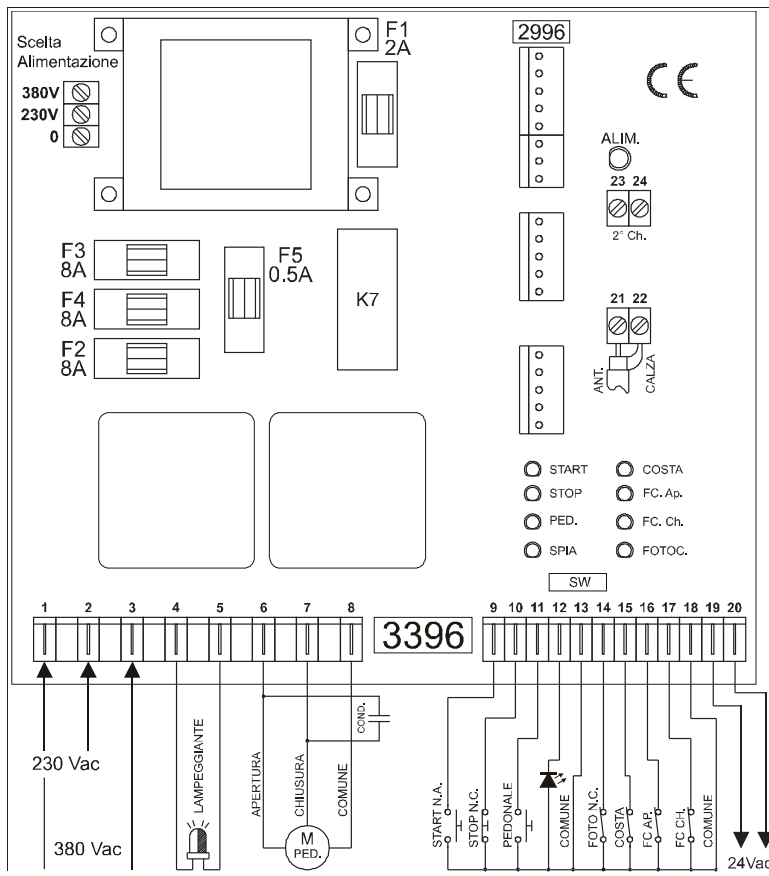 Scelta
Alimentazione
380V
230V
0
F1
2A
2996
CE
ALIM.
23 24
2° Ch.
F3
8A
F4
8A
F2
8A
F5
0.5A
K7
21 22
ANT.
CALZA
START
COSTA
STOP
FC. Ap.
PED.
FC. Ch.
SPIA
FOTOC.
SW
1 2 3 4 5 6 7 8
3396
9 10 11 12 13 14 15 16 17 18 19 20
230 Vac
380 Vac
LAMPEGGIANTE
APERTURA
CHIUSURA
COMUNE
COND.
M
PED.
START N.A.
STOP N.C.
PEDONALE
COMUNE
FOTO N.C.
COSTA
FC AP.
FC CH.
COMUNE
24Vac